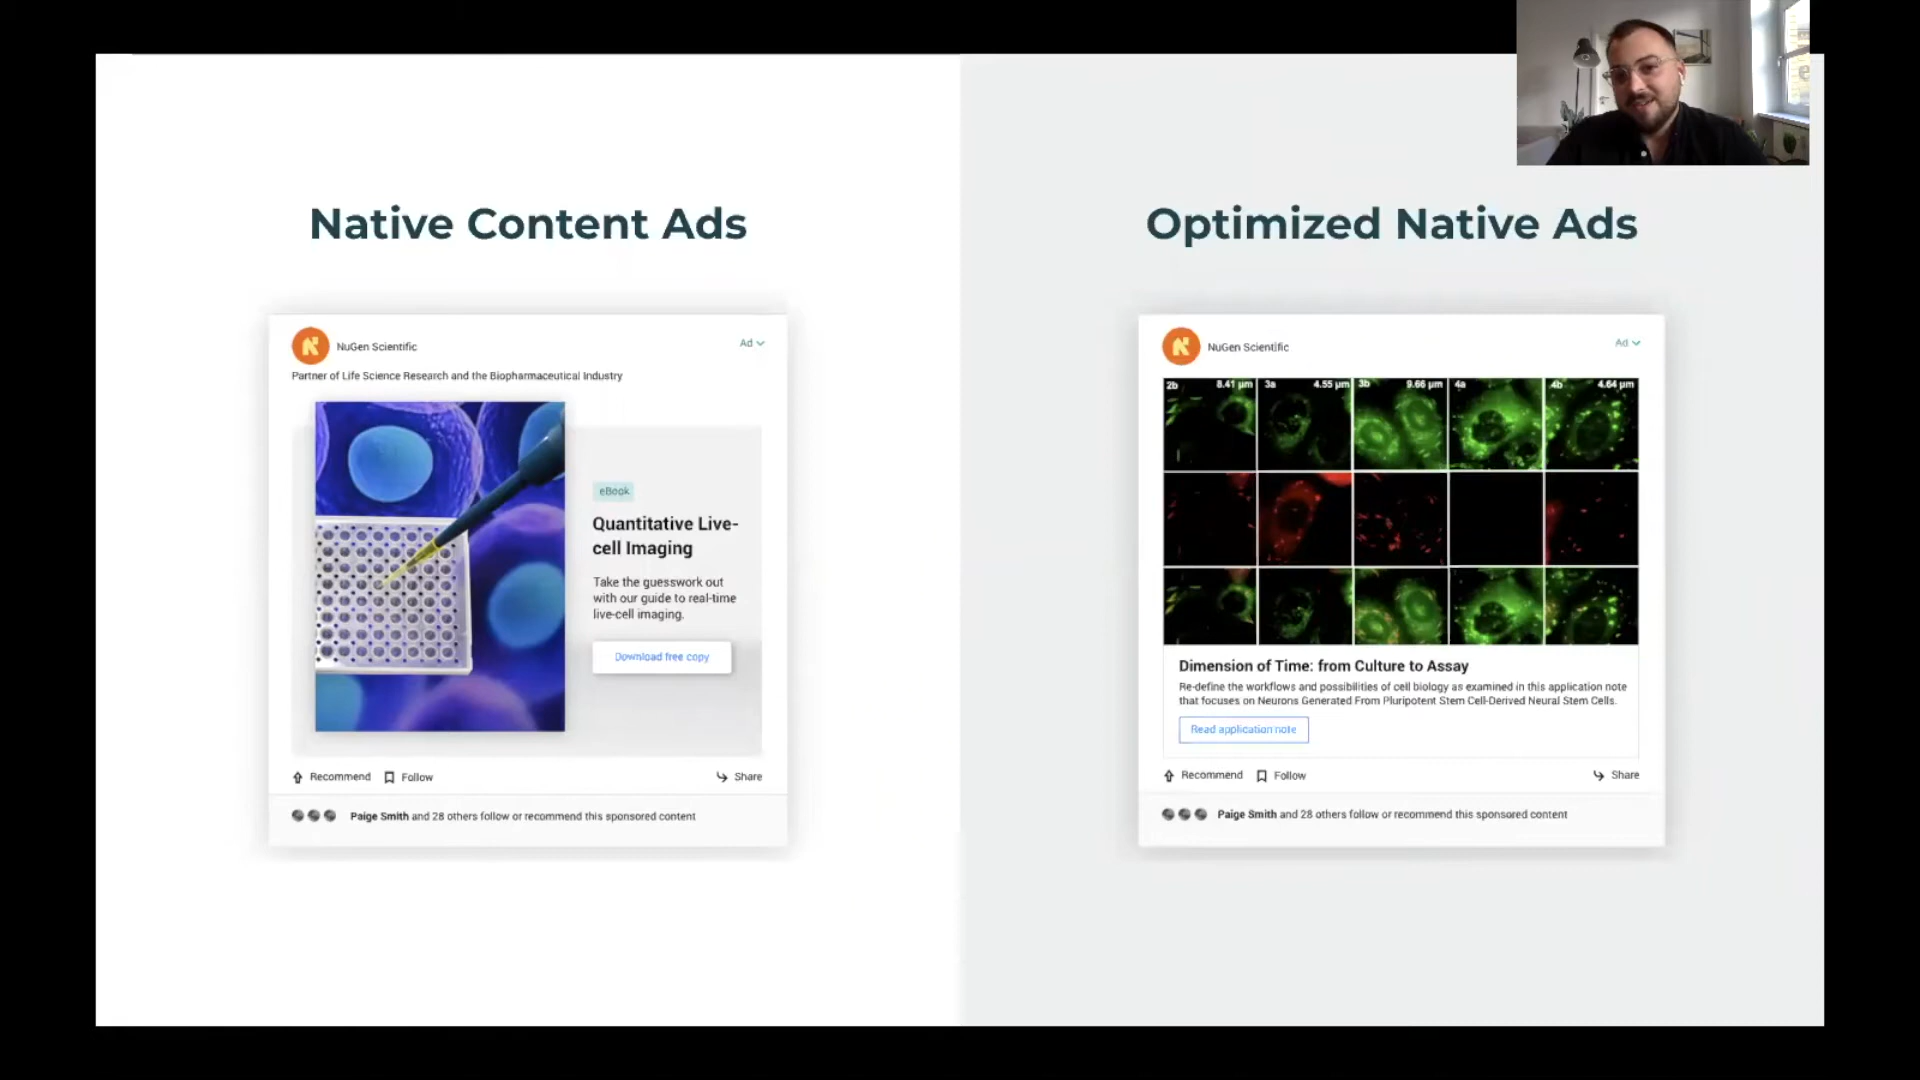 Native Content Ads
NuGen Scientific
Ad
Partner of Life Science Research and the Biopharmaceutical Industry
eBook
Quantitative Live-
cell Imaging
Take the guesswork out
with our guide to real-time
live-cell imaging.
Download free copy
Recommend
Follow
Share
Paige Smith and 28 others follow or recommend this sponsored content
Optimized Native Ads
NuGen Scientific
Ad
2b 8.41 µm 3a 4.55 µm 3b 9.66 µm 4a 4b 4.64 µm
Dimension of Time: from Culture to Assay
Re-define the workflows and possibilities of cell biology as examined in this application note
that focuses on Neurons Generated From Pluripotent Stem Cell-Derived Neural Stem Cells.
Read application note
Recommend
Follow
Share
Paige Smith and 28 others follow or recommend this sponsored content